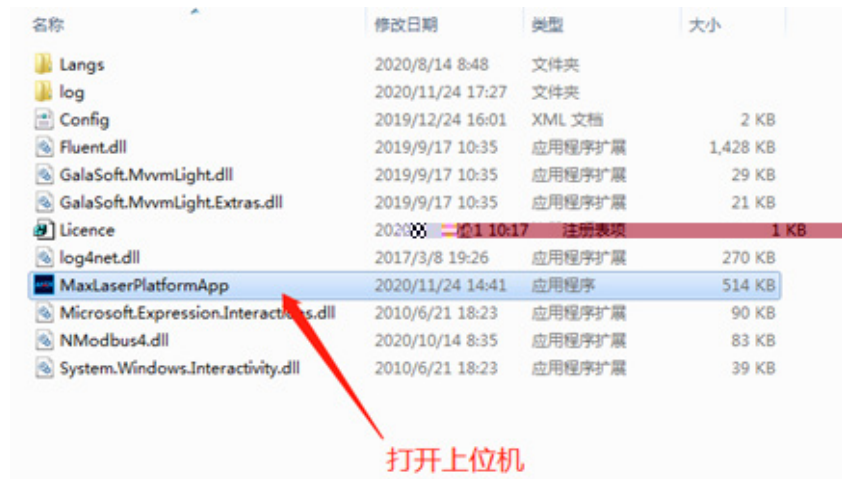 名称 修改日期 类型 大小
Langs 2020/8/14 8:48 文件夹
log 2020/11/24 17:27 文件夹
Config 2019/12/24 16:01 XML 文档 2 KB
Fluent.dll 2019/9/17 10:35 应用程序扩展 1,428 KB
GalaSoft.MvvmLight.dll 2019/9/17 10:35 应用程序扩展 29 KB
GalaSoft.MvvmLight.Extras.dll 2019/9/17 10:35 应用程序扩展 21 KB
Licence 10:17 注册表项 1 KB
log4net.dll 2017/3/8 19:26 应用程序扩展 270 KB
MaxLaserPlatformApp 2020/11/24 14:41 应用程序 514 KB
Microsoft.Expression.Interactions.dll 2010/6/21 18:23 应用程序扩展 90 KB
NModbus4.dll 2020/10/14 8:35 应用程序扩展 83 KB
System.Windows.Interactivity.dll 2010/6/21 18:23 应用程序扩展 39 KB
打开上位机